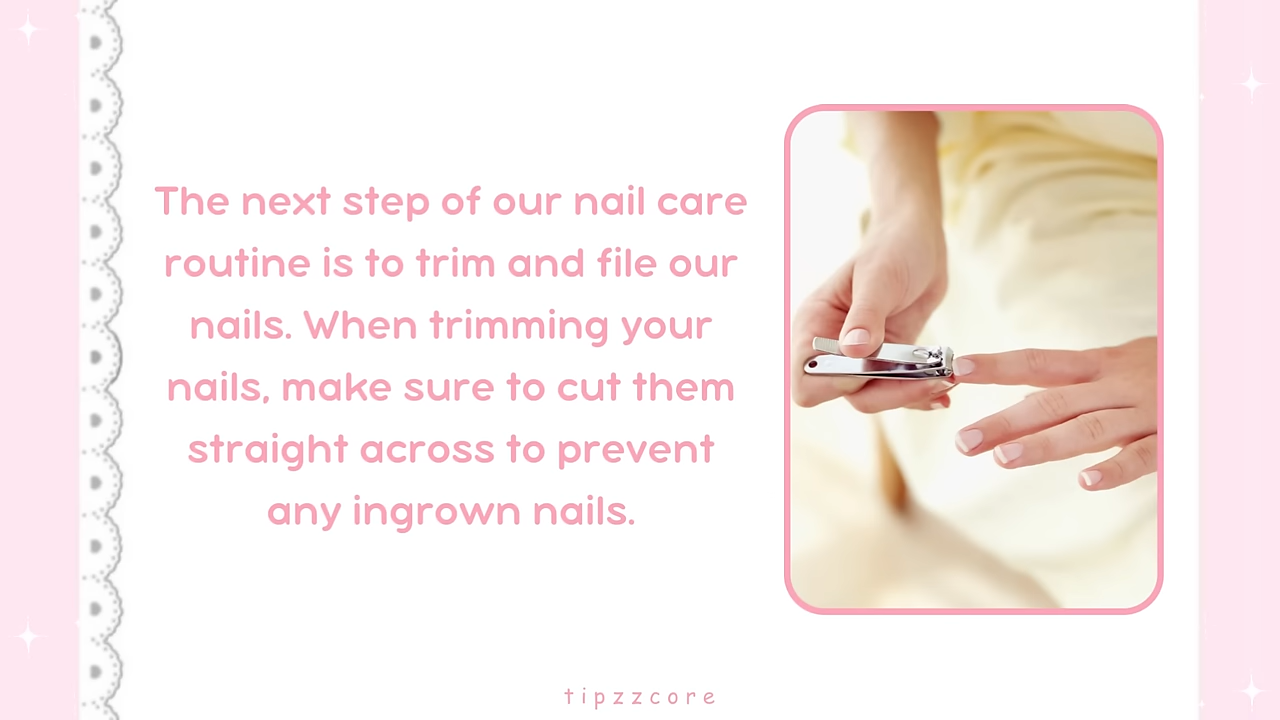 The next step of our nail care
routine is to trim and file our
nails. When trimming your
nails, make sure to cut them
straight across to prevent
any ingrown nails.
tipzzcore